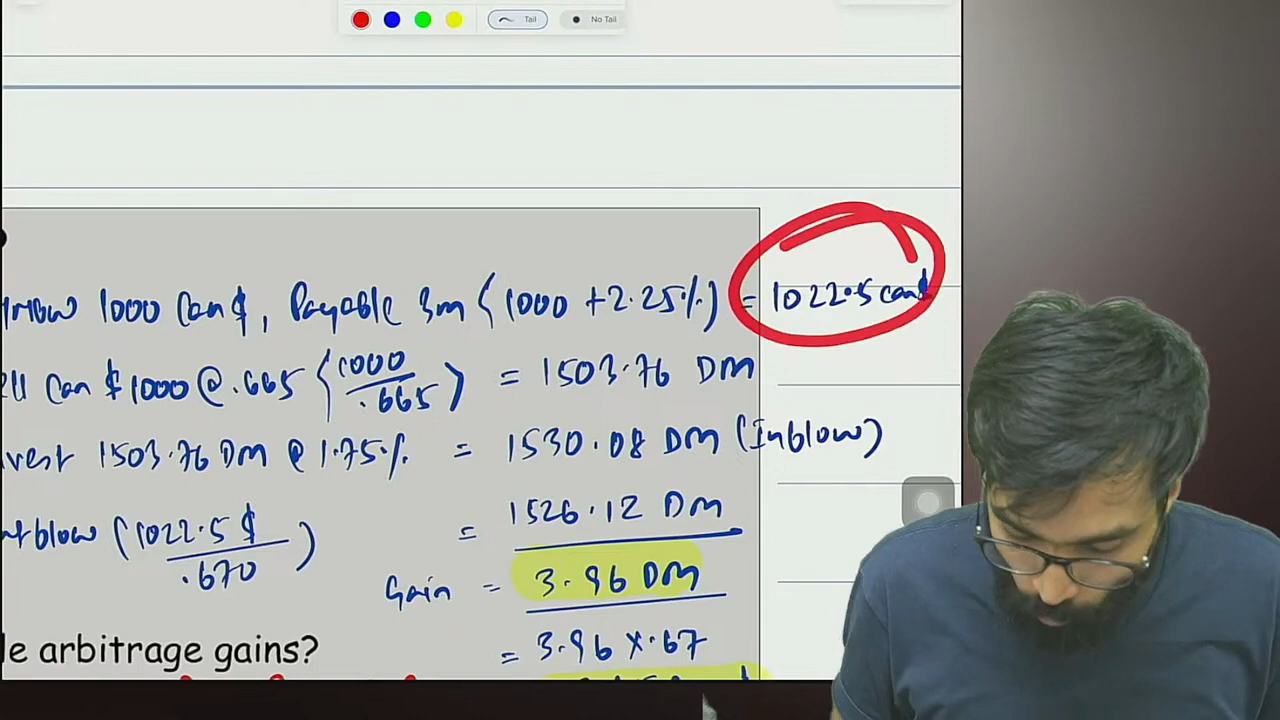 Tail No Tail
rrow 1000 Can$, Payable 3m (1000 + 2.25%) = 1022.5 can$
ell Can $1000 @ .665 (1000/.665) = 1503.76 DM
vest 1503.76 DM @ 1.75% = 1530.08 DM (Inflow)
utflow (1022.5 $/.670) = 1526.12 DM
Gain = 3.96 DM
le arbitrage gains?
= 3.96 x .67